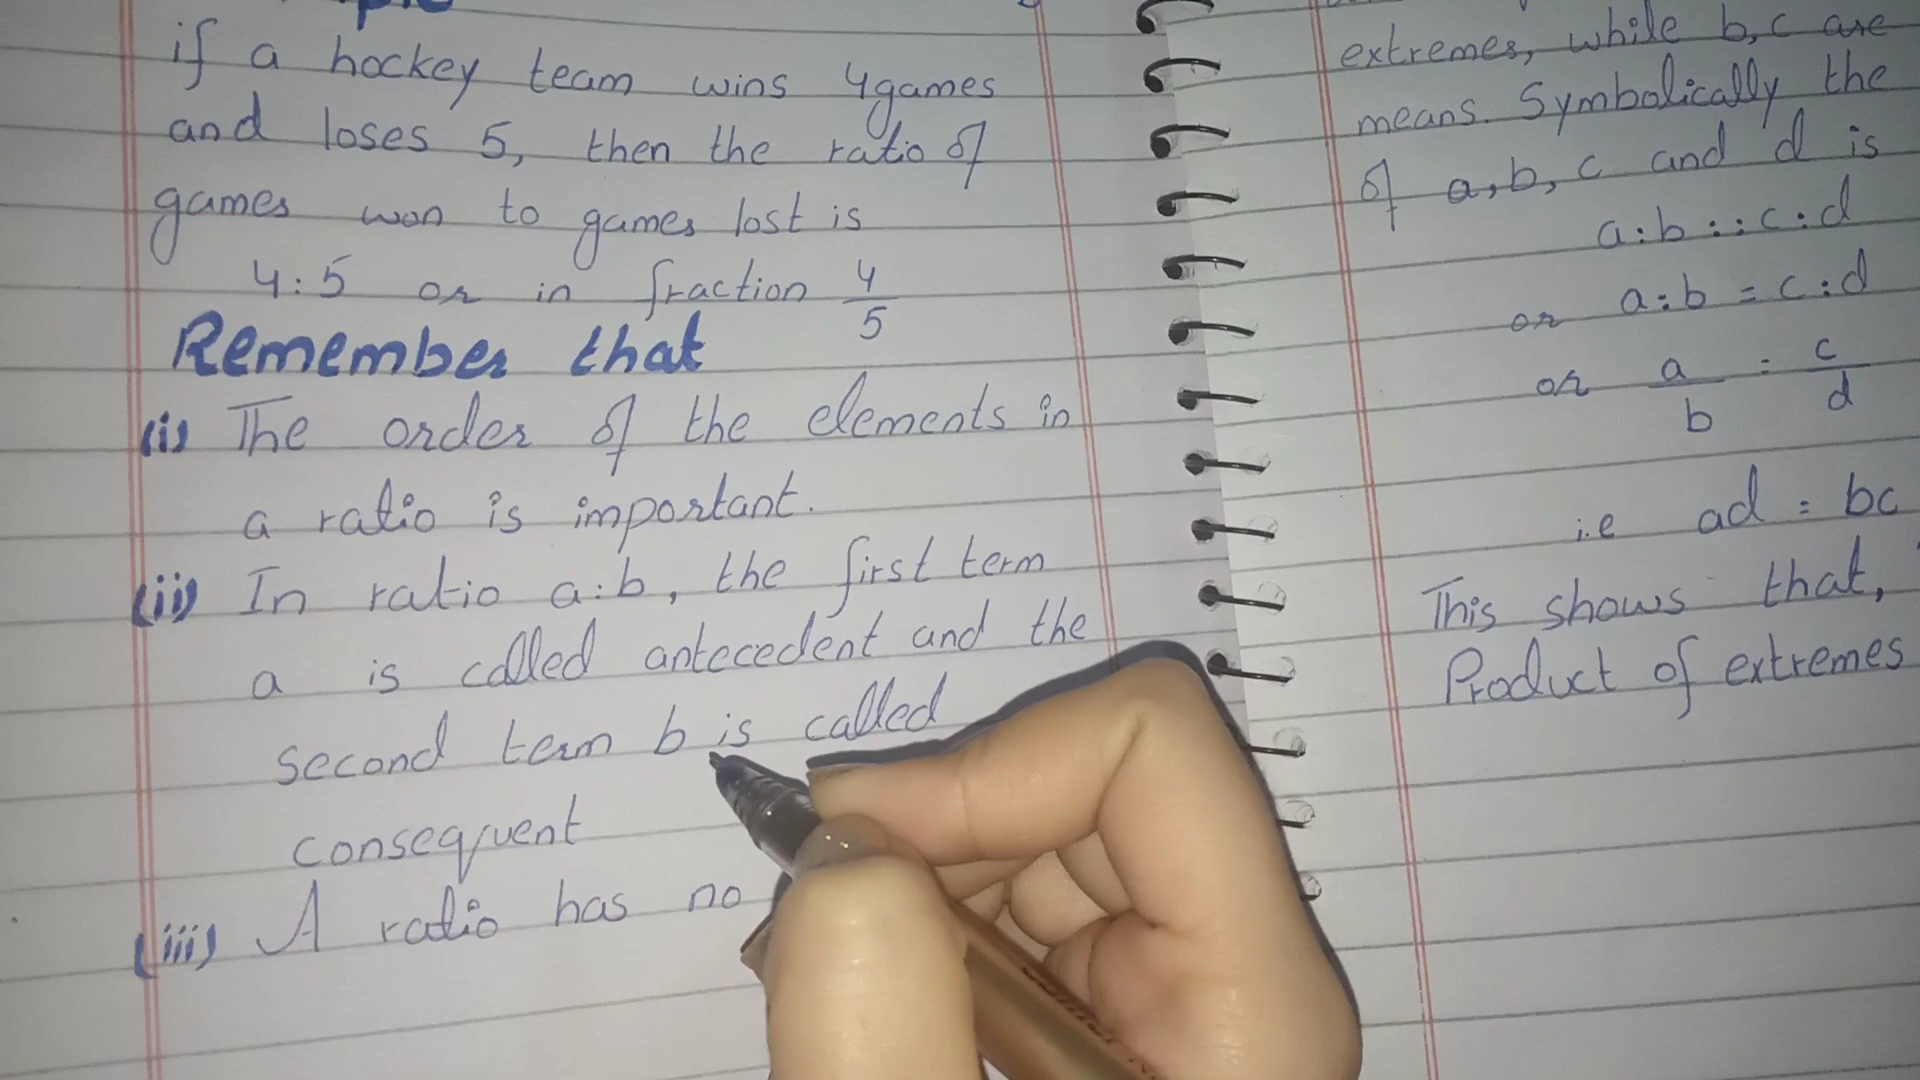 if a hockey team wins 4games
and loses 5, then the ratio of
games won to games lost is
4:5 or in fraction 4/5
Remember that
(i) The order of the elements in
a ratio is important.
(ii) In ratio a:b, the first term
a is called antecedent and the
second term b is called
consequent
(iii) A ratio has no
extremes, while b,c are
means. Symbolically the
of a,b, c and d is
a:b::c:d
or a:b = c:d
or a/b = c/d
i.e ad = bc
This shows that,
Product of extremes